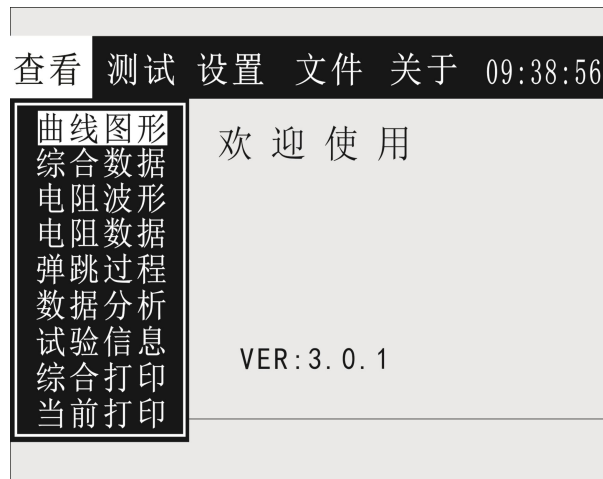 查看 测试 设置 文件 关于 09:38:56
曲线图形
综合数据
电阻波形
电阻数据
弹跳过程
数据分析
试验信息
综合打印
当前打印
欢迎使用
VER:3.0.1